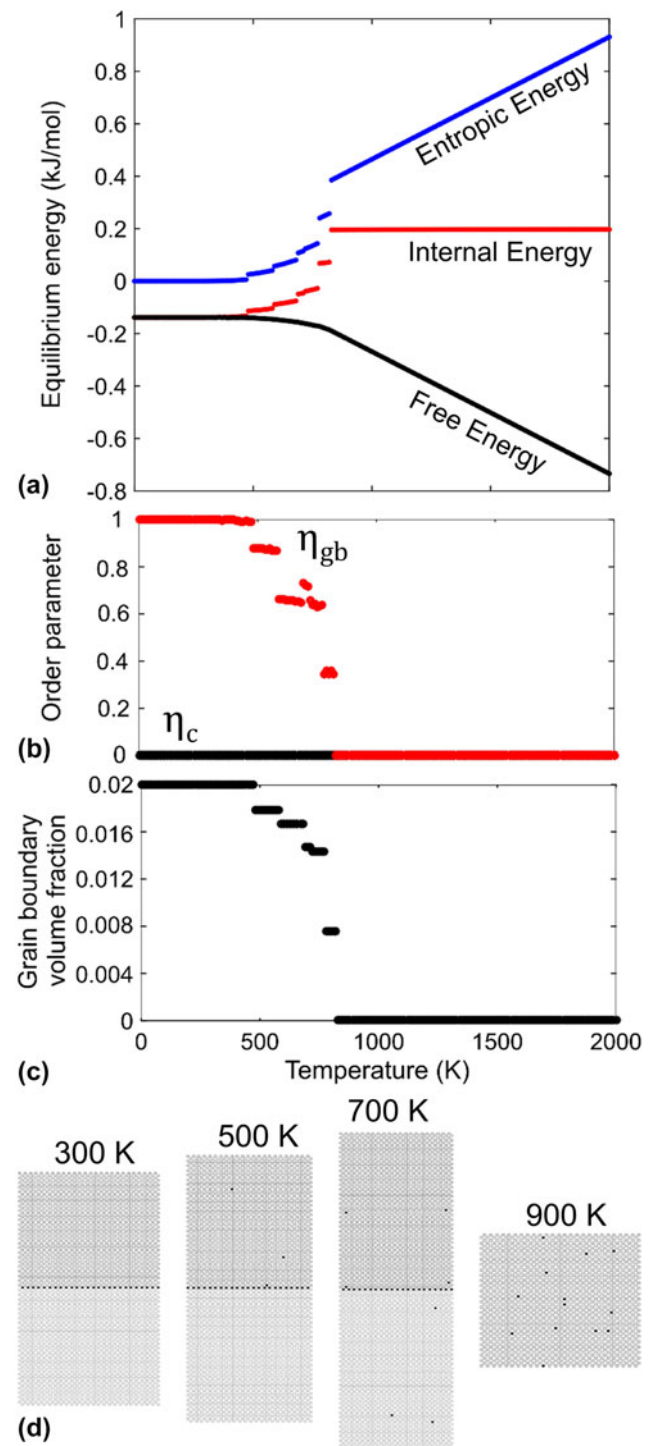 1
0.8
0.6
0.4
0.2
0
-0.2
-0.4
-0.6
-0.8
Equilibrium energy (kJ/mol)
Entropic Energy
Internal Energy
Free Energy
(a)
1
0.8
0.6
0.4
0.2
0
Order parameter
ηgb
ηc
(b)
0.02
0.016
0.012
0.008
0.004
0
Grain boundary
volume fraction
0 500 1000 1500 2000
Temperature (K)
(c)
300 K
500 K
700 K
900 K
(d)